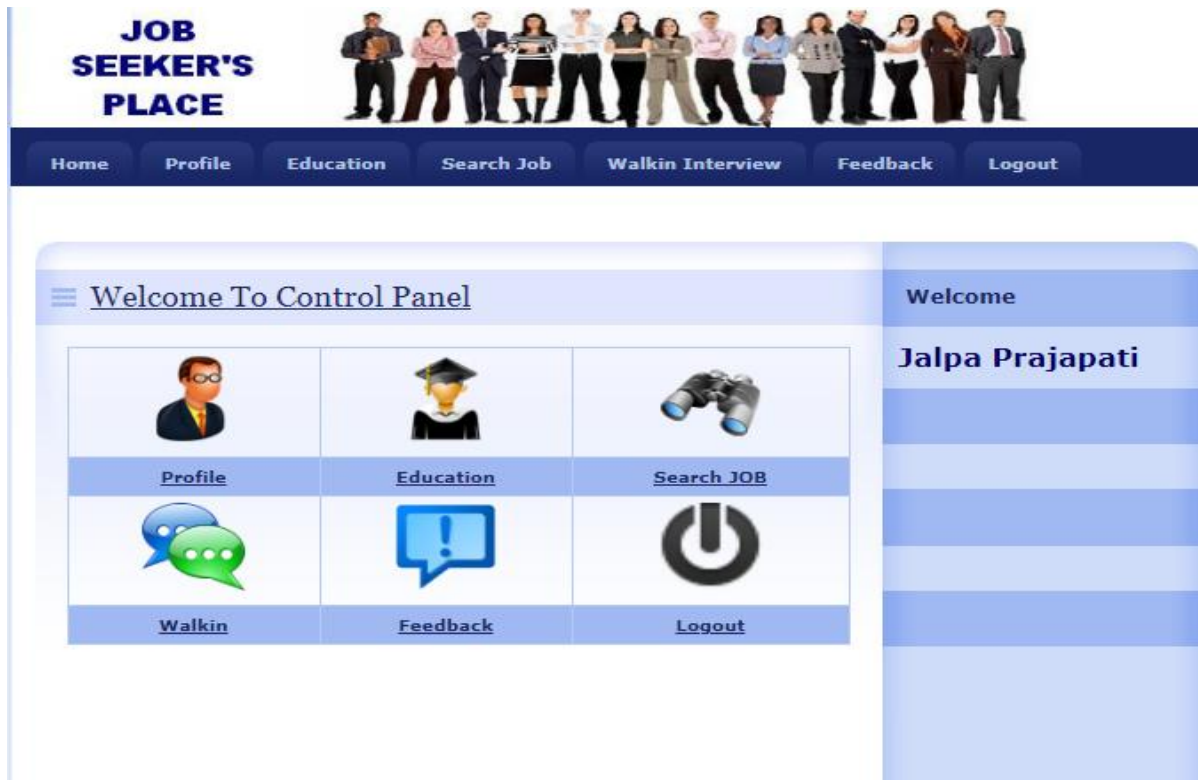 JOB
SEEKER'S
PLACE
Home Profile Education Search Job Walkin Interview Feedback Logout
Welcome To Control Panel
Welcome
Jalpa Prajapati
Profile Education Search JOB
Walkin Feedback Logout